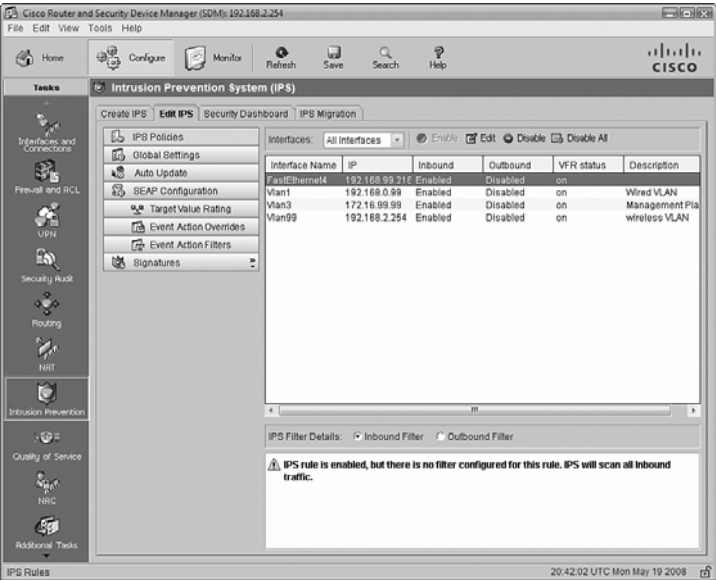 Cisco Router and Security Device Manager (SDM): 192.168.2.254
File Edit View Tools Help
Home Configure Monitor Refresh Save Search Help
CISCO
Tasks
Intrusion Prevention System (IPS)
Create IPS Edit IPS Security Dashboard IPS Migration
Interfaces and Connections
Firewall and ACL
VPN
Security Audit
Routing
NAT
Intrusion Prevention
Quality of Service
NAC
Additional Tasks
IPS Policies
Global Settings
Auto Update
SEAP Configuration
Target Value Rating
Event Action Overrides
Event Action Filters
Signatures
Interfaces: All Interfaces Enable Edit Disable Disable All
Interface Name IP Inbound Outbound VFR status Description
FastEthernet4 192.168.99.218 Enabled Disabled on
Vlan1 192.168.0.99 Enabled Disabled on Wired VLAN
Vlan3 172.16.99.99 Enabled Disabled on Management Pla
Vlan99 192.168.2.254 Enabled Disabled on wireless VLAN
IPS Filter Details: Inbound Filter Outbound Filter
IPS rule is enabled, but there is no filter configured for this rule. IPS will scan all Inbound
traffic.
IPS Rules 20:42:02 UTC Mon May 19 2008